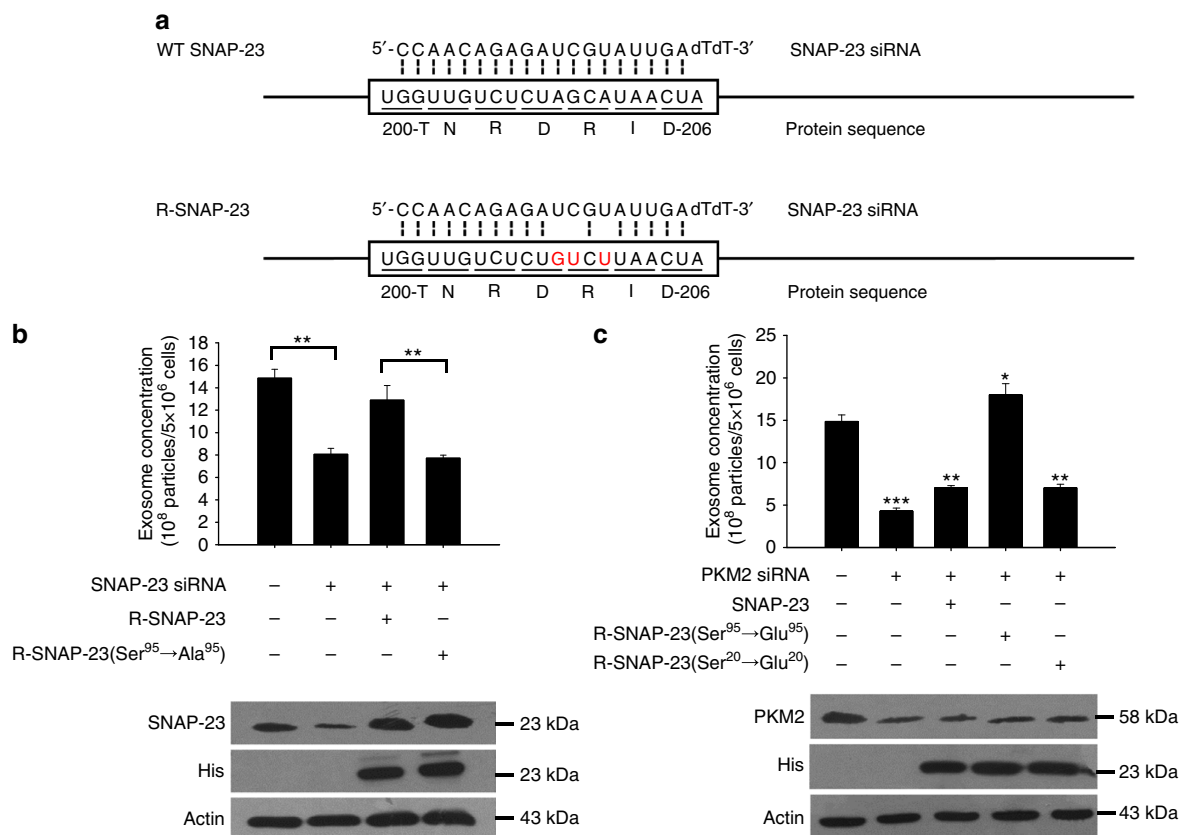 a
WT SNAP-23
5′-CCAACAGAGAUCGUAUUGAdTdT-3′
SNAP-23 siRNA
UGGUUGUCUCUAGCAUAACUA
200-T N R D R I D-206
Protein sequence
R-SNAP-23
5′-CCAACAGAGAUCGUAUUGAdTdT-3′
SNAP-23 siRNA
UGGUUGUCUCUGUCUUAACUA
200-T N R D R I D-206
Protein sequence
b
Exosome concentration
(10⁸ particles/5×10⁶ cells)
18
16
14
12
10
8
6
4
2
0
**
**
SNAP-23 siRNA – + + +
R-SNAP-23 – – + –
R-SNAP-23(Ser⁹⁵→Ala⁹⁵) – – – +
SNAP-23
23 kDa
His
23 kDa
Actin
43 kDa
c
Exosome concentration
(10⁸ particles/5×10⁶ cells)
25
20
15
10
5
0
***
**
*
**
PKM2 siRNA – + + + +
SNAP-23 – – + – –
R-SNAP-23(Ser⁹⁵→Glu⁹⁵) – – – + –
R-SNAP-23(Ser²⁰→Glu²⁰) – – – – +
PKM2
58 kDa
His
23 kDa
Actin
43 kDa